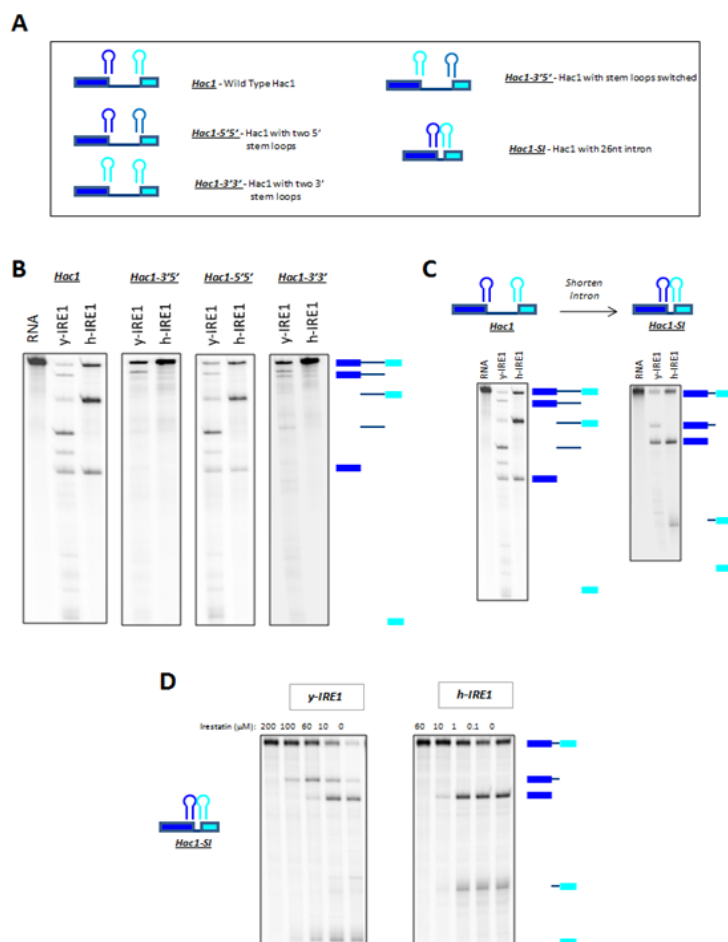 A
Hac1 - Wild Type Hac1
Hac1-5'5' - Hac1 with two 5'
stem loops
Hac1-3'3' - Hac1 with two 3'
stem loops
Hac1-3'5' - Hac1 with stem loops switched
Hac1-SI - Hac1 with 26nt intron
B
Hac1 Hac1-3'5' Hac1-5'5' Hac1-3'3'
RNA y-IRE1 h-IRE1 y-IRE1 h-IRE1 y-IRE1 h-IRE1 y-IRE1 h-IRE1
C
Shorten
Intron
Hac1 Hac1-SI
RNA y-IRE1 h-IRE1 RNA y-IRE1 h-IRE1
D
y-IRE1 h-IRE1
Irestatin (μM): 200 100 60 10 0 60 10 1 0.1 0
Hac1-SI